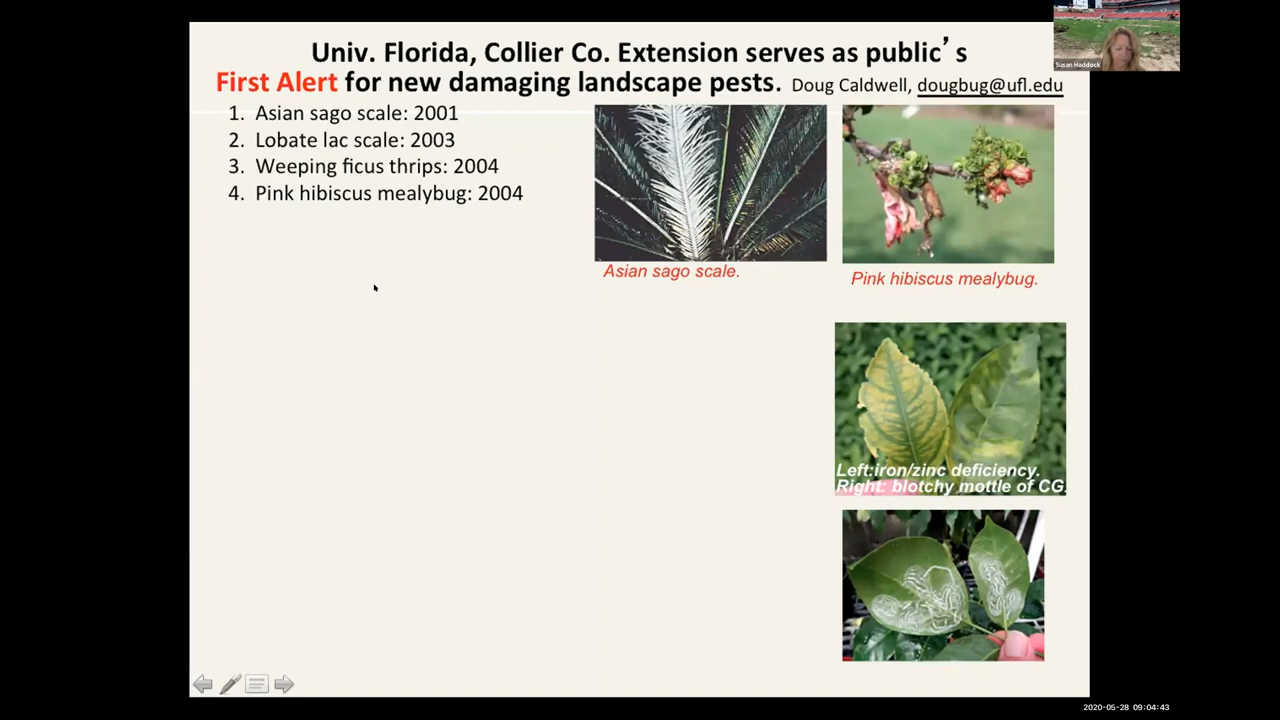 Univ. Florida, Collier Co. Extension serves as public's
First Alert for new damaging landscape pests. Doug Caldwell, dougbug@ufl.edu
1. Asian sago scale: 2001
2. Lobate lac scale: 2003
3. Weeping ficus thrips: 2004
4. Pink hibiscus mealybug: 2004
Asian sago scale.
Pink hibiscus mealybug.
Left:iron/zinc deficiency.
Right: blotchy mottle of CG.
Susan Haddock
2020-05-28 09:04:43